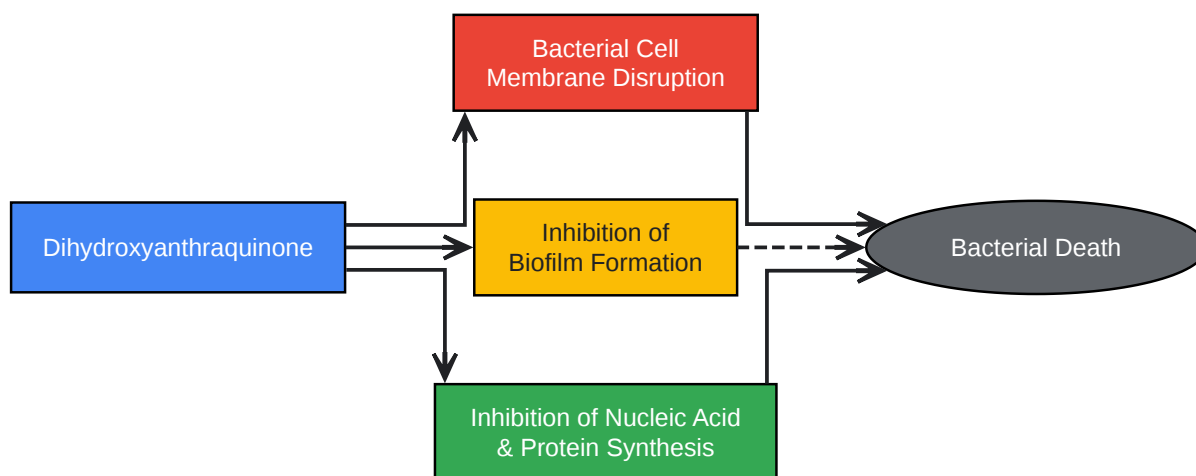 Bacterial Cell
Membrane Disruption
Dihydroxyanthraquinone
Inhibition of
Biofilm Formation
Bacterial Death
Inhibition of Nucleic Acid
& Protein Synthesis